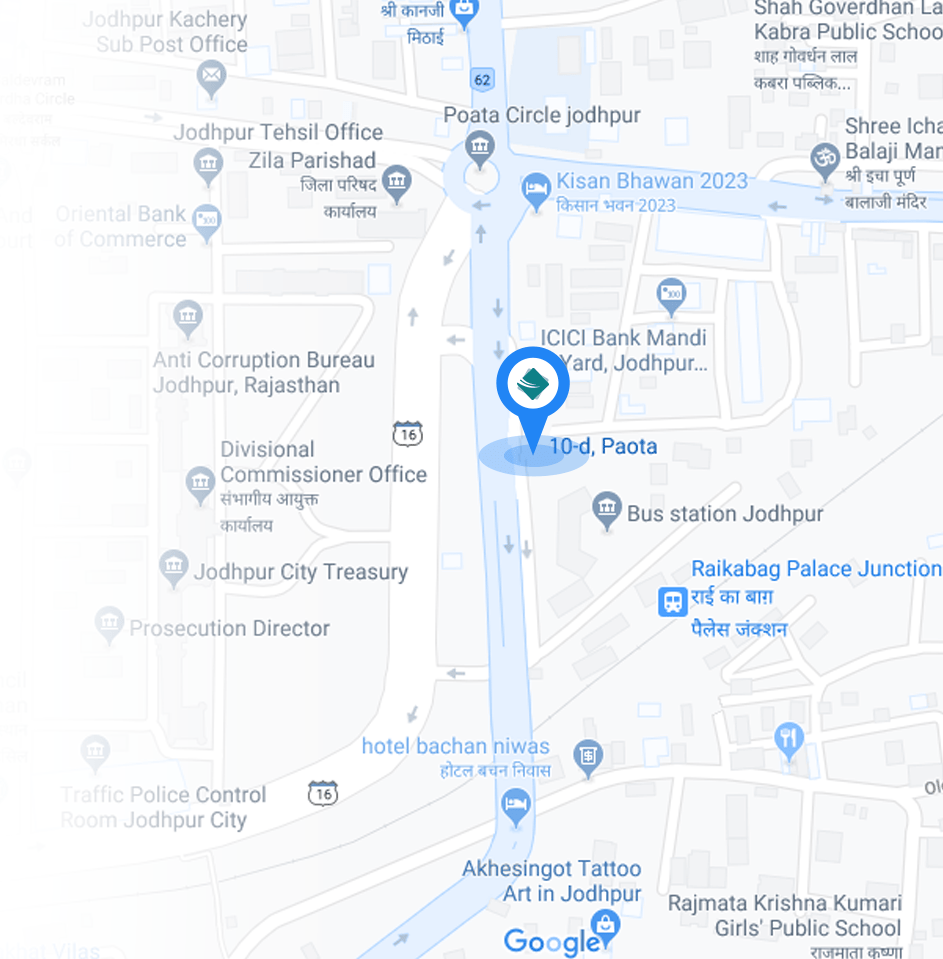 श्री कानजी
मिठाई
Jodhpur Kachery
Sub Post Office
Shah Goverdhan La
Kabra Public Schoo
शाह गोवर्धन लाल
कबरा पब्लिक...
62
Poata Circle jodhpur
Jodhpur Tehsil Office
Zila Parishad
जिला परिषद
कार्यालय
Shree Icha
Balaji Man
श्री इचा पूर्ण
बालाजी मंदिर
Kisan Bhawan 2023
किसान भवन 2023
Oriental Bank
of Commerce
ICICI Bank Mandi
Yard, Jodhpur...
Anti Corruption Bureau
Jodhpur, Rajasthan
16
10-d, Paota
Divisional
Commissioner Office
संभागीय आयुक्त
कार्यालय
Bus station Jodhpur
Jodhpur City Treasury
Raikabag Palace Junction
राई का बाग़
पैलेस जंक्शन
Prosecution Director
hotel bachan niwas
होटल बचन निवास
Traffic Police Control
Room Jodhpur City
16
Ol
Akhesingot Tattoo
Art in Jodhpur
Rajmata Krishna Kumari
Girls' Public School
राजमाता कृष्णा
Google